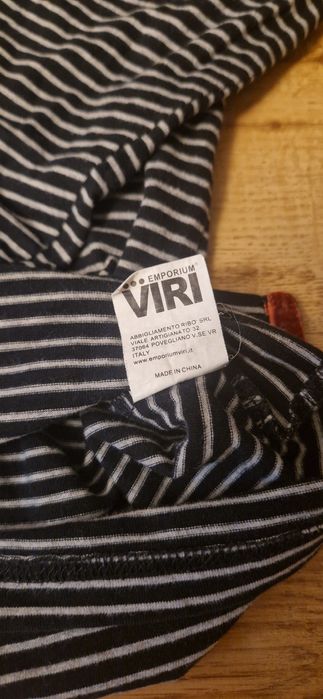 EMPORIUM®
VIRI
ABBIGLIAMENTO RIBO SRL
VIALE ARTIGIANATO 32
37064 POVEGLIANO V.SE VR
ITALY
www.emporiumviri.it
MADE IN CHINA